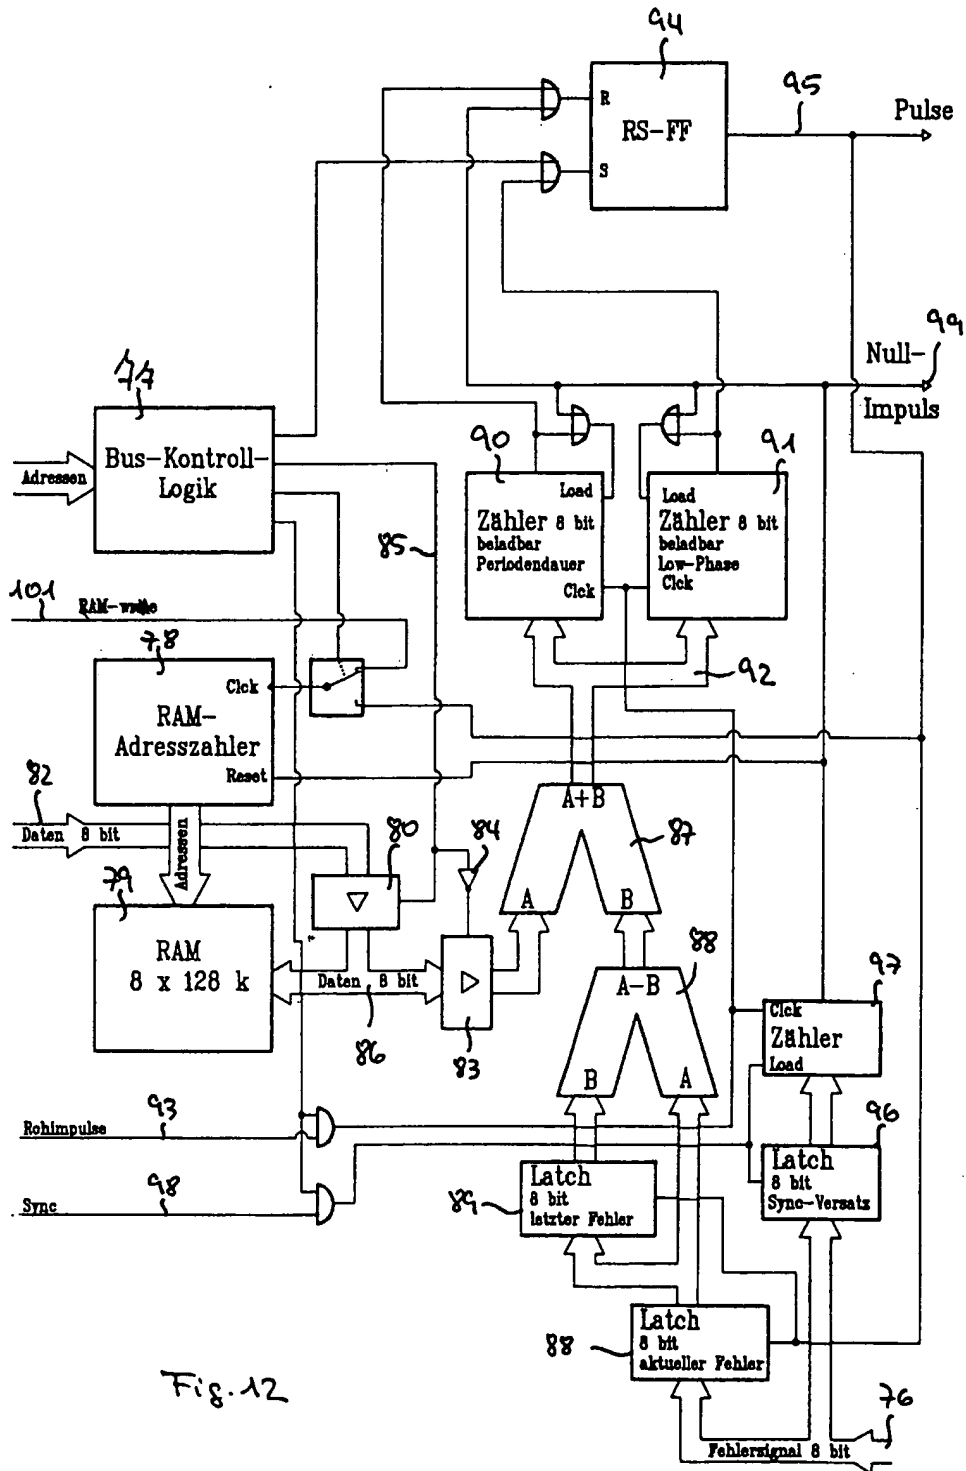 94
R
RS-FF
S
95
Pulse
99
Null-
Impuls
77
Bus-Kontroll-
Logik
Adressen
85
90
Load
Zähler 8 bit
beladbar
Periodendauer
Clck
91
Load
Zähler 8 bit
beladbar
Low-Phase
Clck
92
101
78
Clck
RAM-
Adresszahler
Reset
82
Daten 8 bit
Adressen
80
84
A+B
87
A
B
79
RAM
8 x 128 k
Daten 8 bit
86
83
88
A-B
B
A
97
Clck
Zähler
Load
93
Rohimpulse
98
Sync
89
Latch
8 bit
letzter Fehler
96
Latch
8 bit
Sync-Versatz
88
Latch
8 bit
aktueller Fehler
76
Fehlersignal 8 bit
Fig. 12